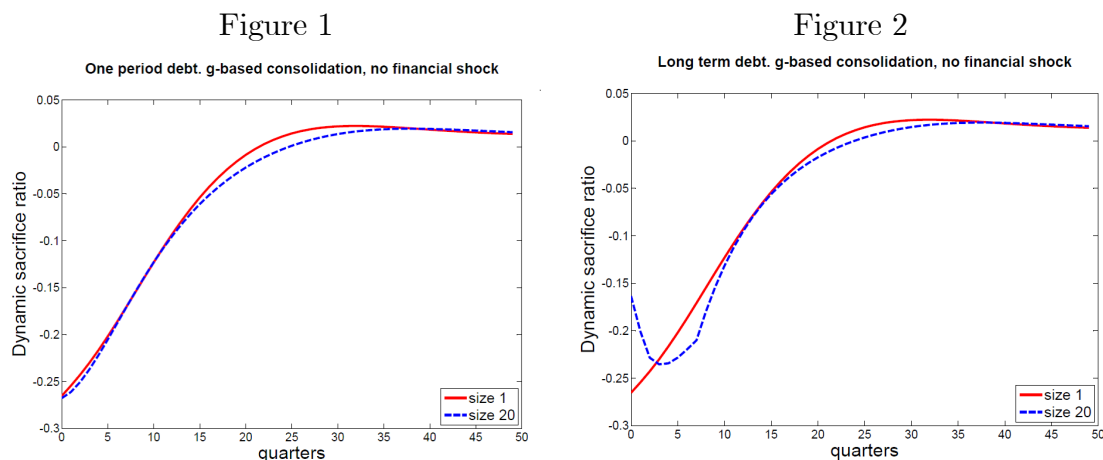 Figure 1
One period debt. g-based consolidation, no financial shock
Dynamic sacrifice ratio
0.05
0
-0.05
-0.1
-0.15
-0.2
-0.25
-0.3
0 5 10 15 20 25 30 35 40 45 50
quarters
size 1
size 20
Figure 2
Long term debt. g-based consolidation, no financial shock
Dynamic sacrifice ratio
0.05
0
-0.05
-0.1
-0.15
-0.2
-0.25
-0.3
0 5 10 15 20 25 30 35 40 45 50
quarters
size 1
size 20